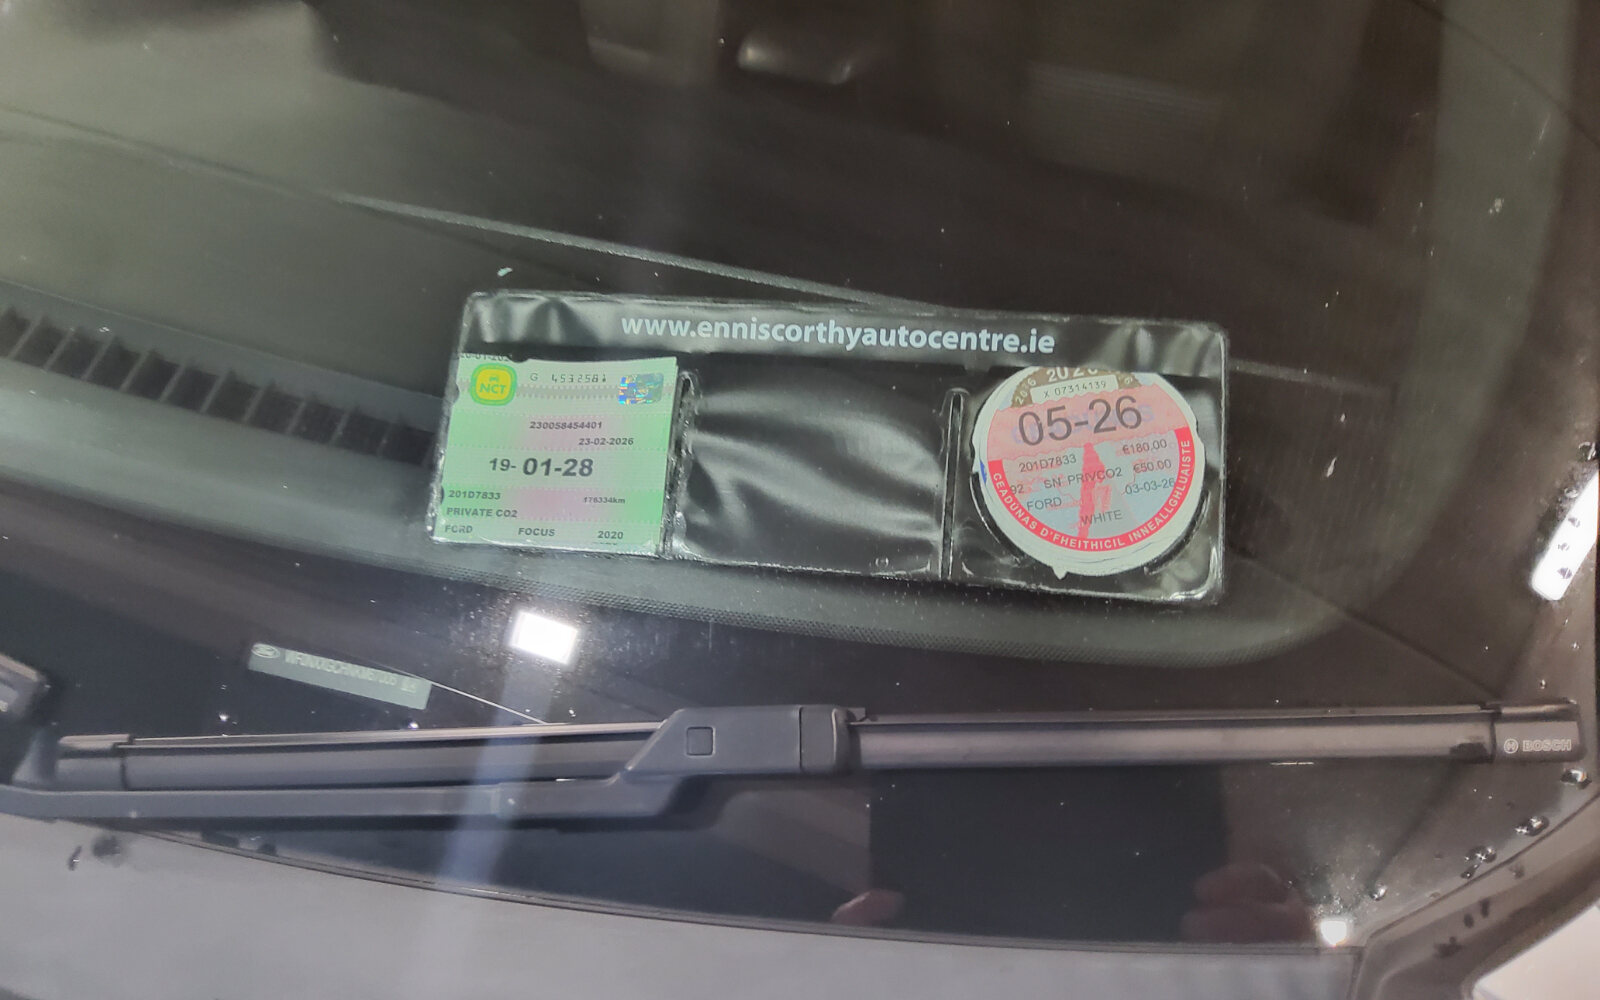 www.enniscorthyautocentre.ie
NCT
G 4532581
230058454401
23-02-2026
19-01-28
201D7833
176334km
PRIVATE CO2
FORD FOCUS 2020
X 07314139
05-26
€180.00
201D7833
€50.00
92 SN PRIVCO2
03-03-26
FORD
WHITE
CEADÚNAS D'FHEITHICIL INNEALLGHLUAISTE
BOSCH